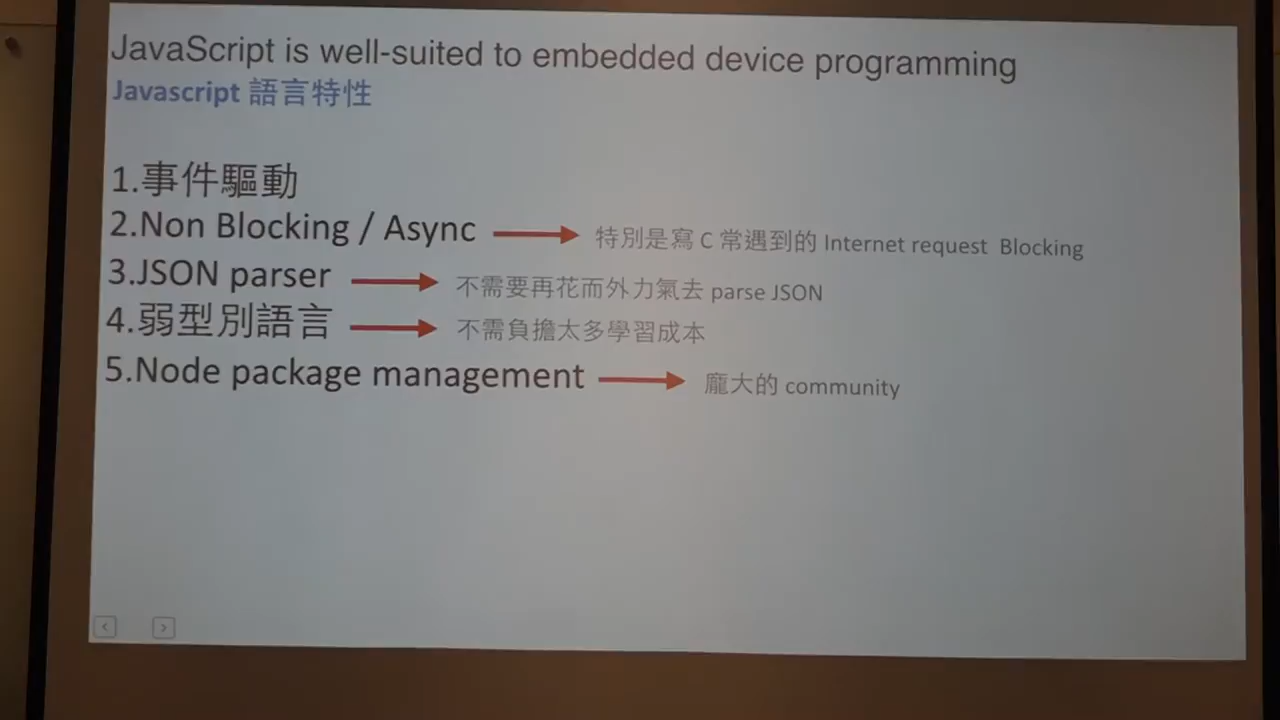 JavaScript is well-suited to embedded device programming
Javascript 語言特性
1.事件驅動
2.Non Blocking / Async 特別是寫 C 常遇到的 Internet request Blocking
3.JSON parser 不需要再花而外力氣去 parse JSON
4.弱型別語言 不需負擔太多學習成本
5.Node package management 龐大的 community